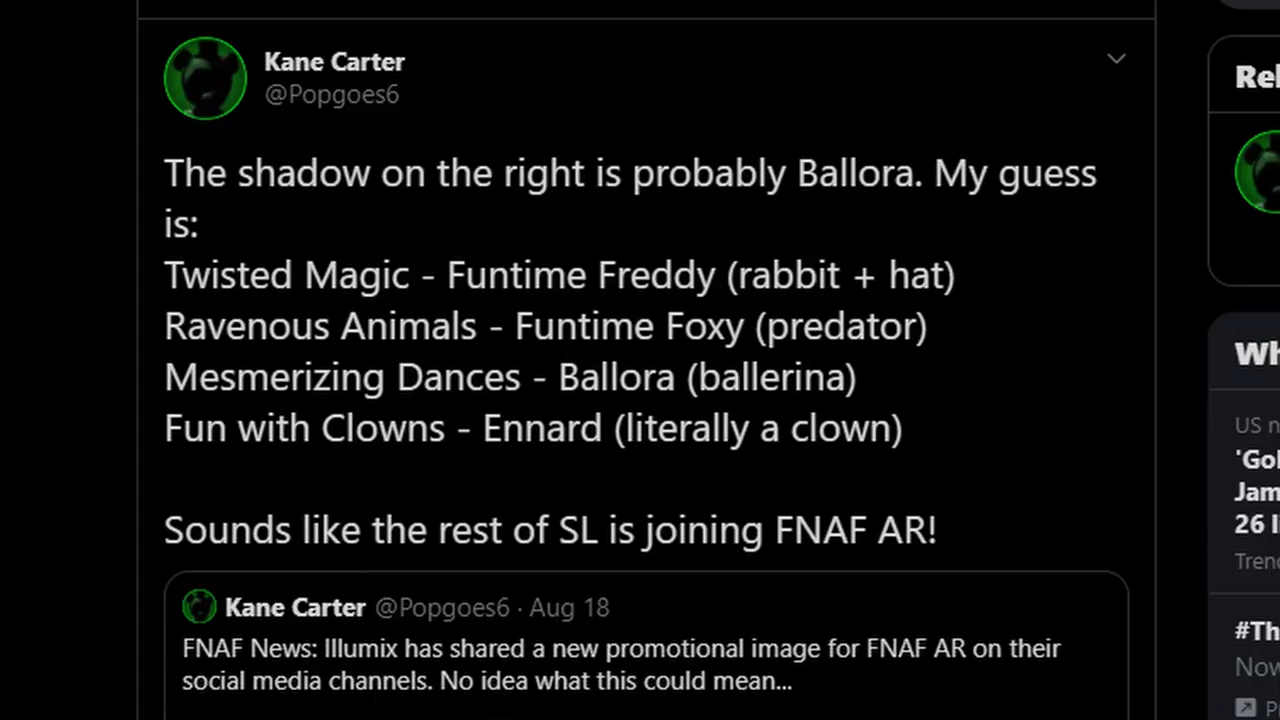 Kane Carter
@Popgoes6
The shadow on the right is probably Ballora. My guess
is:
Twisted Magic - Funtime Freddy (rabbit + hat)
Ravenous Animals - Funtime Foxy (predator)
Mesmerizing Dances - Ballora (ballerina)
Fun with Clowns - Ennard (literally a clown)
Sounds like the rest of SL is joining FNAF AR!
Kane Carter @Popgoes6 · Aug 18
FNAF News: Illumix has shared a new promotional image for FNAF AR on their
social media channels. No idea what this could mean...
Rel
Wh
US n
'Gol
Jam
26 l
Trend
#Th
Now